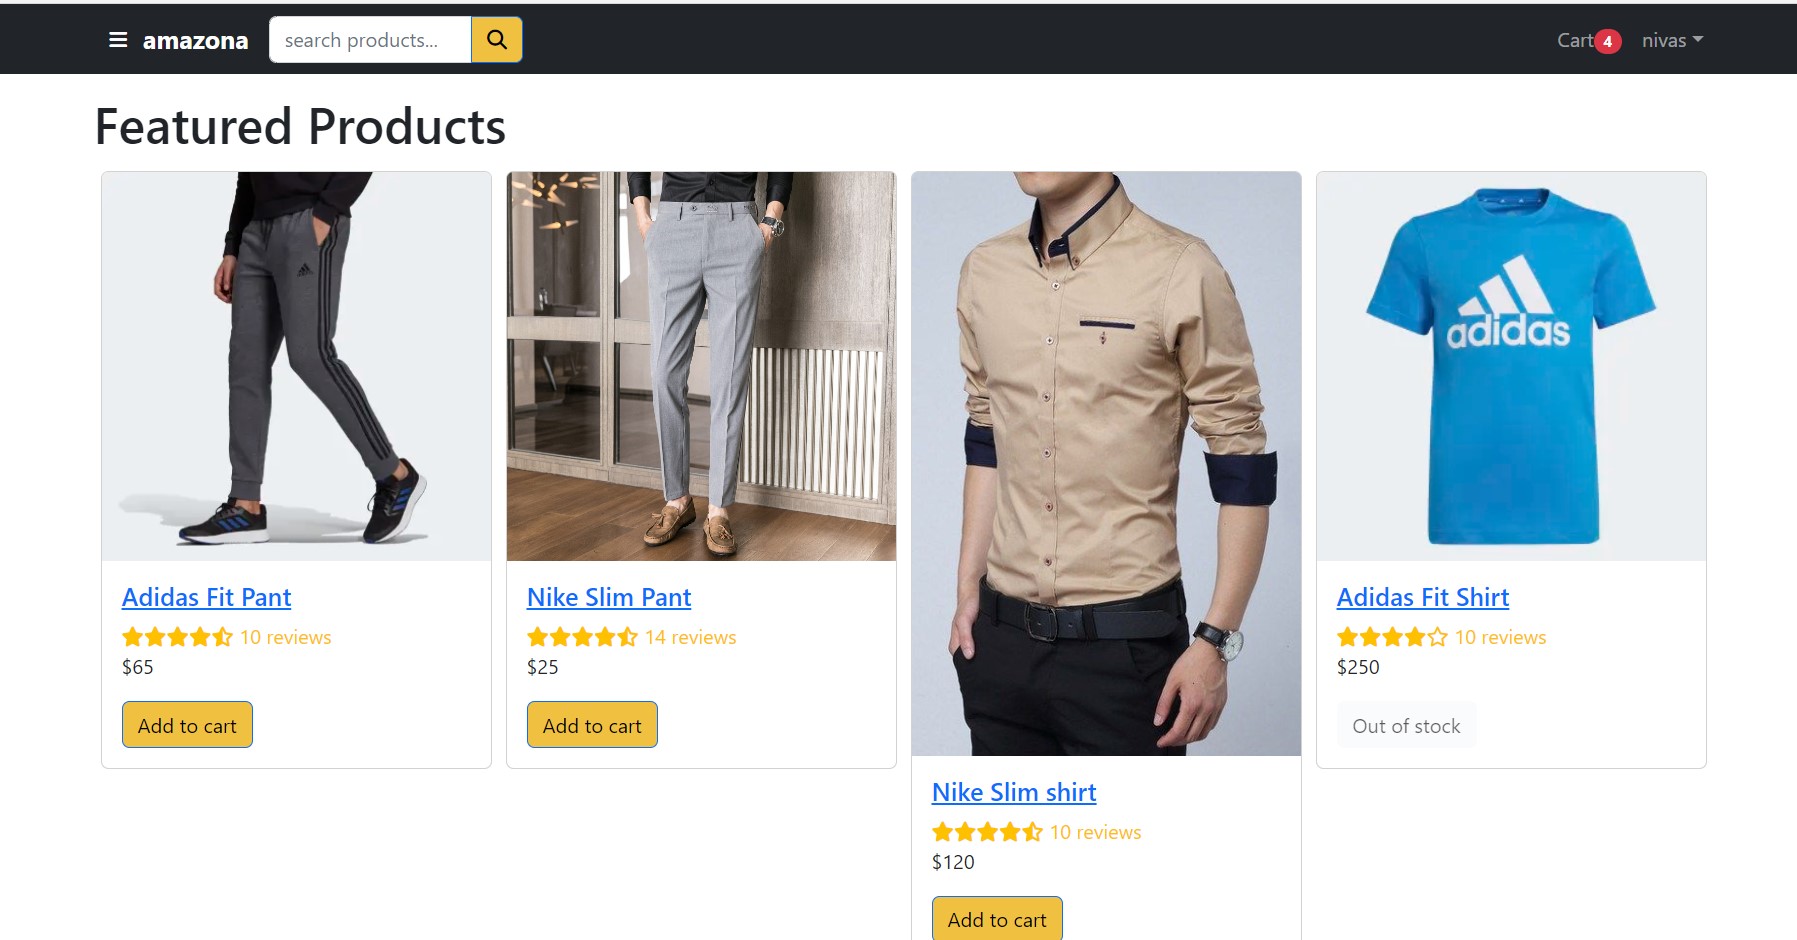 amazona
search products...
Cart 4
nivas
Featured Products
adidas
Adidas Fit Pant
10 reviews
$65
Add to cart
Nike Slim Pant
14 reviews
$25
Add to cart
Nike Slim shirt
10 reviews
$120
Add to cart
Adidas Fit Shirt
10 reviews
$250
Out of stock